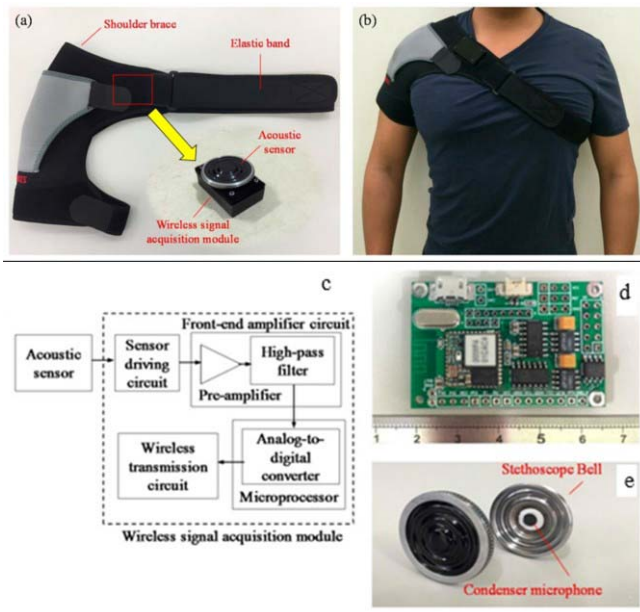 (a)
Shoulder brace
Elastic band
Acoustic
sensor
Wireless signal
acquisition module
(b)
c
Front-end amplifier circuit
Acoustic
sensor
Sensor
driving
circuit
High-pass
filter
Pre-amplifier
Wireless
transmission
circuit
Analog-to-
digital
converter
Microprocessor
Wireless signal acquisition module
d
1 2 3 4 5 6 7
Stethoscope Bell
e
Condenser microphone